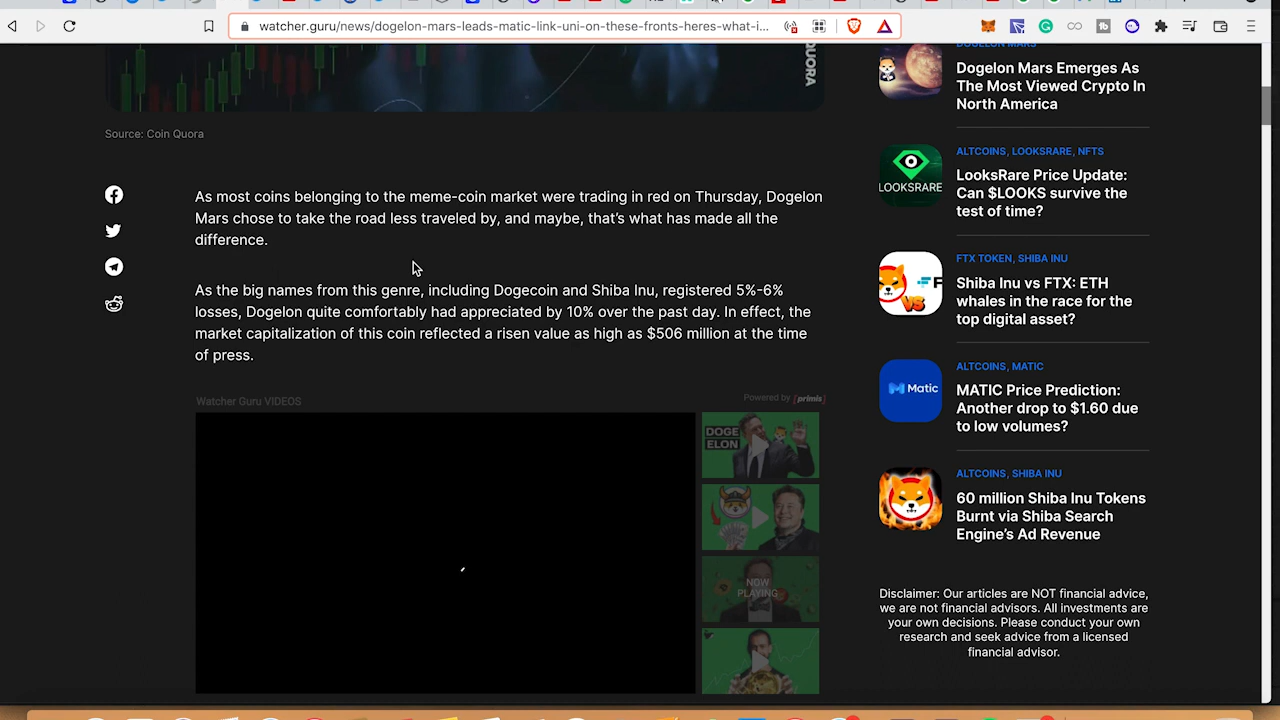 watcher.guru/news/dogelon-mars-leads-matic-link-uni-on-these-fronts-heres-what-i...
QUORA
Source: Coin Quora
As most coins belonging to the meme-coin market were trading in red on Thursday, Dogelon
Mars chose to take the road less traveled by, and maybe, that's what has made all the
difference.
big names from this genre, including Dogecoin and Shiba Inu, registered 5%-6%
losses, Dogelon quite comfortably had appreciated by 10% over the past day. In effect, the
market capitalization of this coin reflected a risen value as high as $506 million at the time
of press.
Watcher Guru VIDEOS
Powered by [primis]
DOGE
ELON
NOW
PLAYING
DOGELON MARS
Dogelon Mars Emerges As
The Most Viewed Crypto In
North America
LOOKSRARE
ALTCOINS, LOOKSRARE, NFTS
LooksRare Price Update:
Can $LOOKS survive the
test of time?
VS
F
FTX TOKEN, SHIBA INU
Shiba Inu vs FTX: ETH
whales in the race for the
top digital asset?
Matic
ALTCOINS, MATIC
MATIC Price Prediction:
Another drop to $1.60 due
to low volumes?
ALTCOINS, SHIBA INU
60 million Shiba Inu Tokens
Burnt via Shiba Search
Engine's Ad Revenue
Disclaimer: Our articles are NOT financial advice,
we are not financial advisors. All investments are
your own decisions. Please conduct your own
research and seek advice from a licensed
financial advisor.